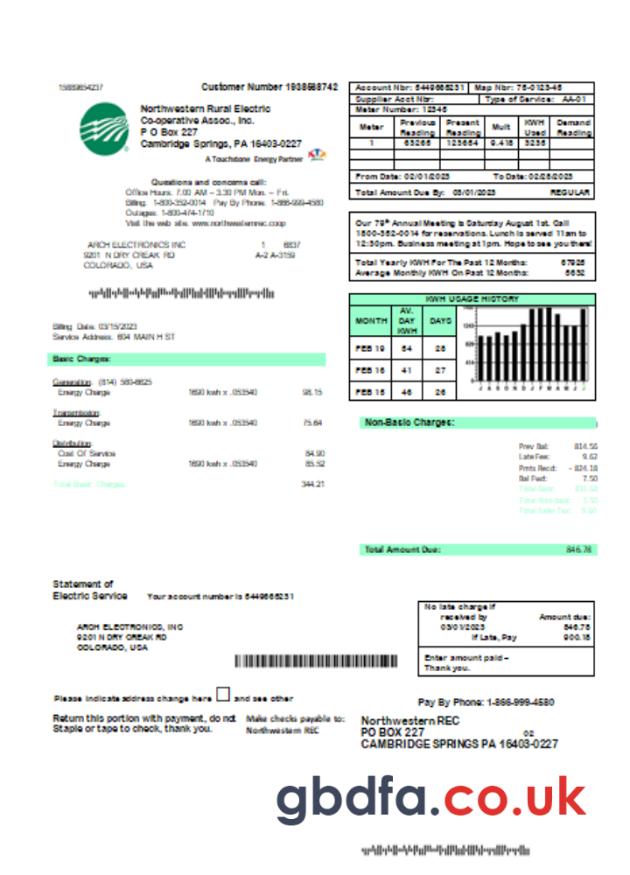 15889654237
Customer Number 1938568742
Northwestern Rural Electric
Co-operative Assoc., Inc.
P O Box 227
Cambridge Springs, PA 16403-0227
A Touchstone Energy Partner
Questions and concerns call:
Office Hours. 7.00 AM – 3.30 PM Mon. – Fri.
Billing: 1-800-352-0014 Pay By Phone: 1-866-999-4580
Outages: 1-800-474-1710
Visit the web site. www.northwesternrec.coop
ARCH ELECTRONICS INC 1 6837
9201 N DRY CREAK RD A-2 A-3159
COLORADO, USA
Billing Date: 03/15/2023
Service Address: 604 MAIN H ST
Basic Charges:
Generation: (814) 580-6625
Energy Charge 1690 kwh x .053540 98.15
Transmission:
Energy Charge 1690 kwh x .053540 75.64
Distribution:
Cost Of Service 84.90
Energy Charge 1690 kwh x .053540 85.52
Total Basic Charges: 344.21
Account Nbr: 6449666231 Map Nbr: 76-0123-46
Supplier Acct Nbr: Type of Service: AA-01
Meter Number: 12345
Meter Previous Reading Present Reading Mult KWH Used Demand Reading
1 63266 123654 9.418 3236
From Date: 02/01/2023 To Date: 02/28/2023
Total Amount Due By: 03/01/2023 REGULAR
Our 79th Annual Meeting is Saturday August 1st. Call
1800-352-0014 for reservations. Lunch is served 11am to
12:30pm. Business meeting at 1pm. Hope to see you there!
Total Yearly KWH For The Past 12 Months: 67925
Average Monthly KWH On Past 12 Months: 5632
KWH USAGE HISTORY
MONTH AV. DAY KWH DAYS
FEB 19 54 28
FEB 16 41 27
FEB 15 46 26
J A S O N D J F M A M J J
Non-Basic Charges:
Prev Bal: 814.56
Late Fee: 9.62
Pmts Recd: - 824.18
Bal Fwd: 7.50
Total Amount Due: 846.78
Statement of
Electric Service Your account number is 6449666231
ARCH ELECTRONICS, INC
9201 N DRY CREAK RD
COLORADO, USA
No late charge if
received by Amount due:
03/01/2023 846.78
If Late, Pay 900.18
Enter amount paid –
Thank you.
Please indicate address change here and see other
Return this portion with payment, do not
Staple or tape to check, thank you.
Make checks payable to:
Northwestern REC
Pay By Phone: 1-866-999-4580
Northwestern REC
PO BOX 227 02
CAMBRIDGE SPRINGS PA 16403-0227
gbdfa.co.uk